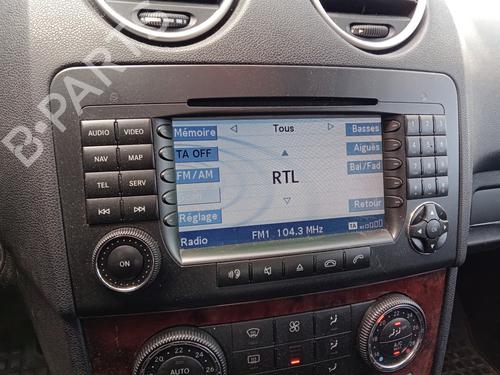 B-PARTS
AUDIO VIDEO
NAV MAP
TEL SERV
ON
Mémoire Tous Basses
TA OFF Aiguës
FM/AM RTL Bal/Fad
Réglage Retour
Radio FM1 104.3 MHz TA
AUTO
A/C